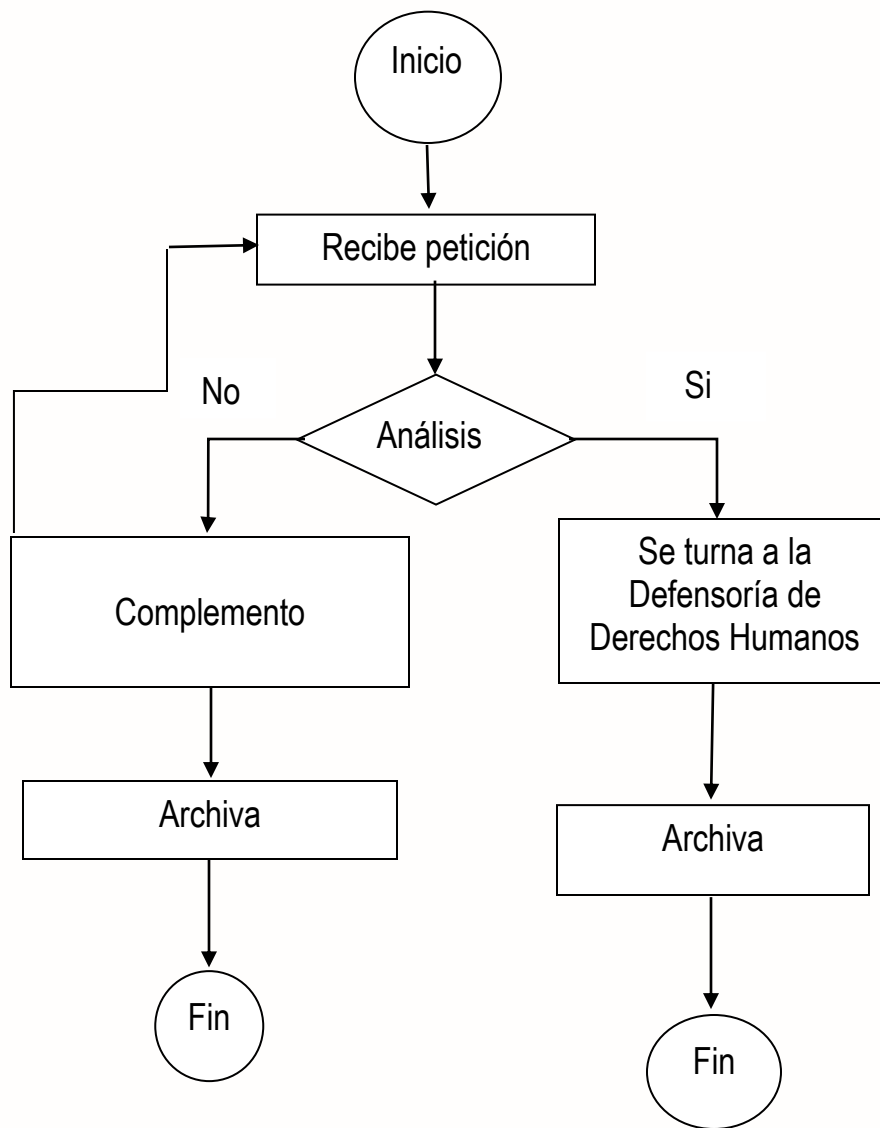 Inicio
Recibe petición
No
Si
Análisis
Complemento
Se turna a la
Defensoría de
Derechos Humanos
Archiva
Archiva
Fin
Fin